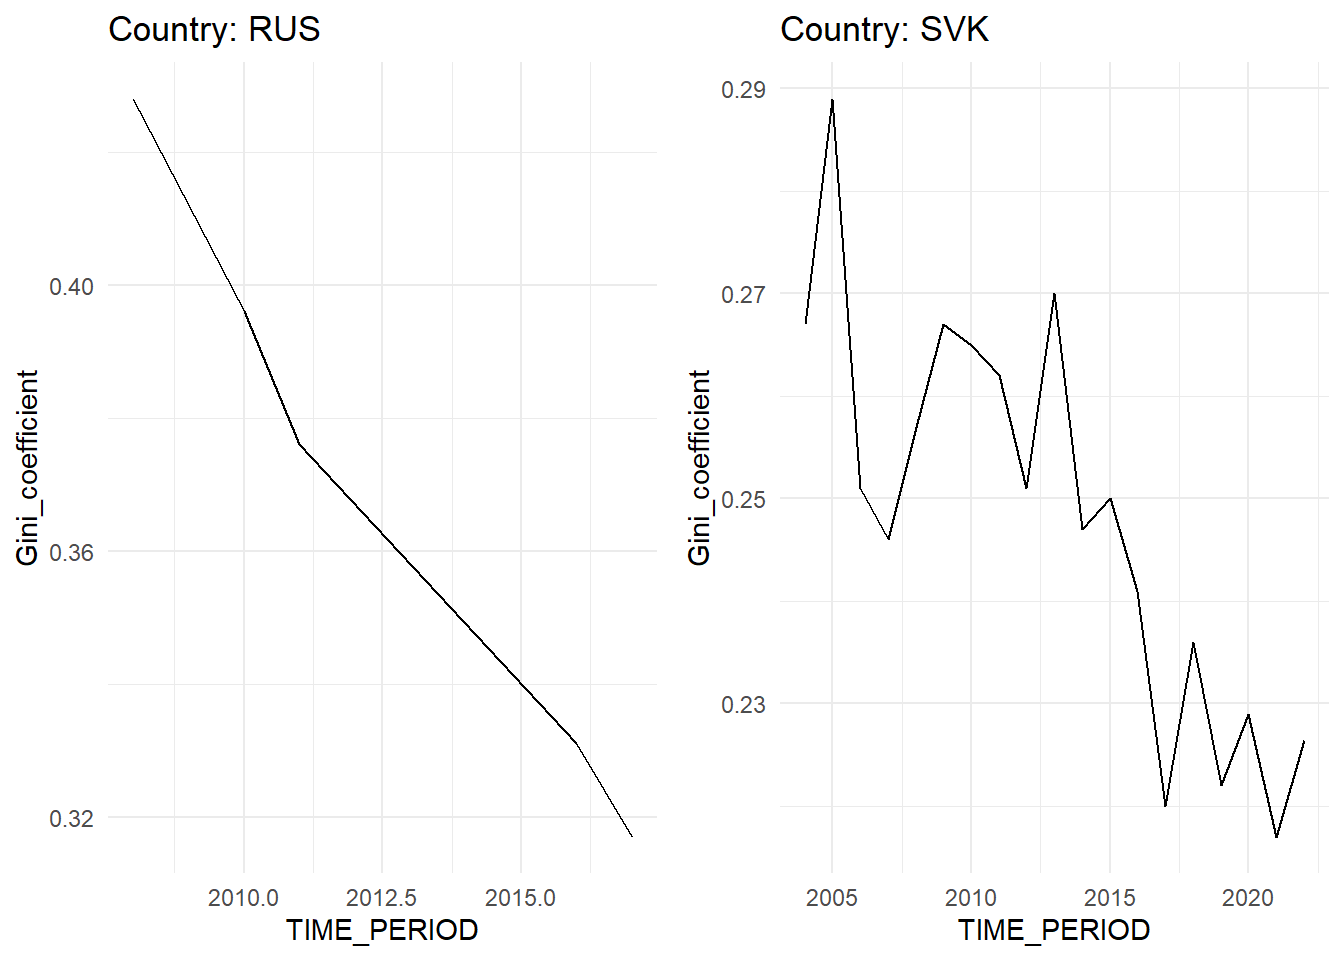 Country: RUS
Gini_coefficient
0.40
0.36
0.32
2010.0 2012.5 2015.0
TIME_PERIOD
Country: SVK
Gini_coefficient
0.29
0.27
0.25
0.23
2005 2010 2015 2020
TIME_PERIOD